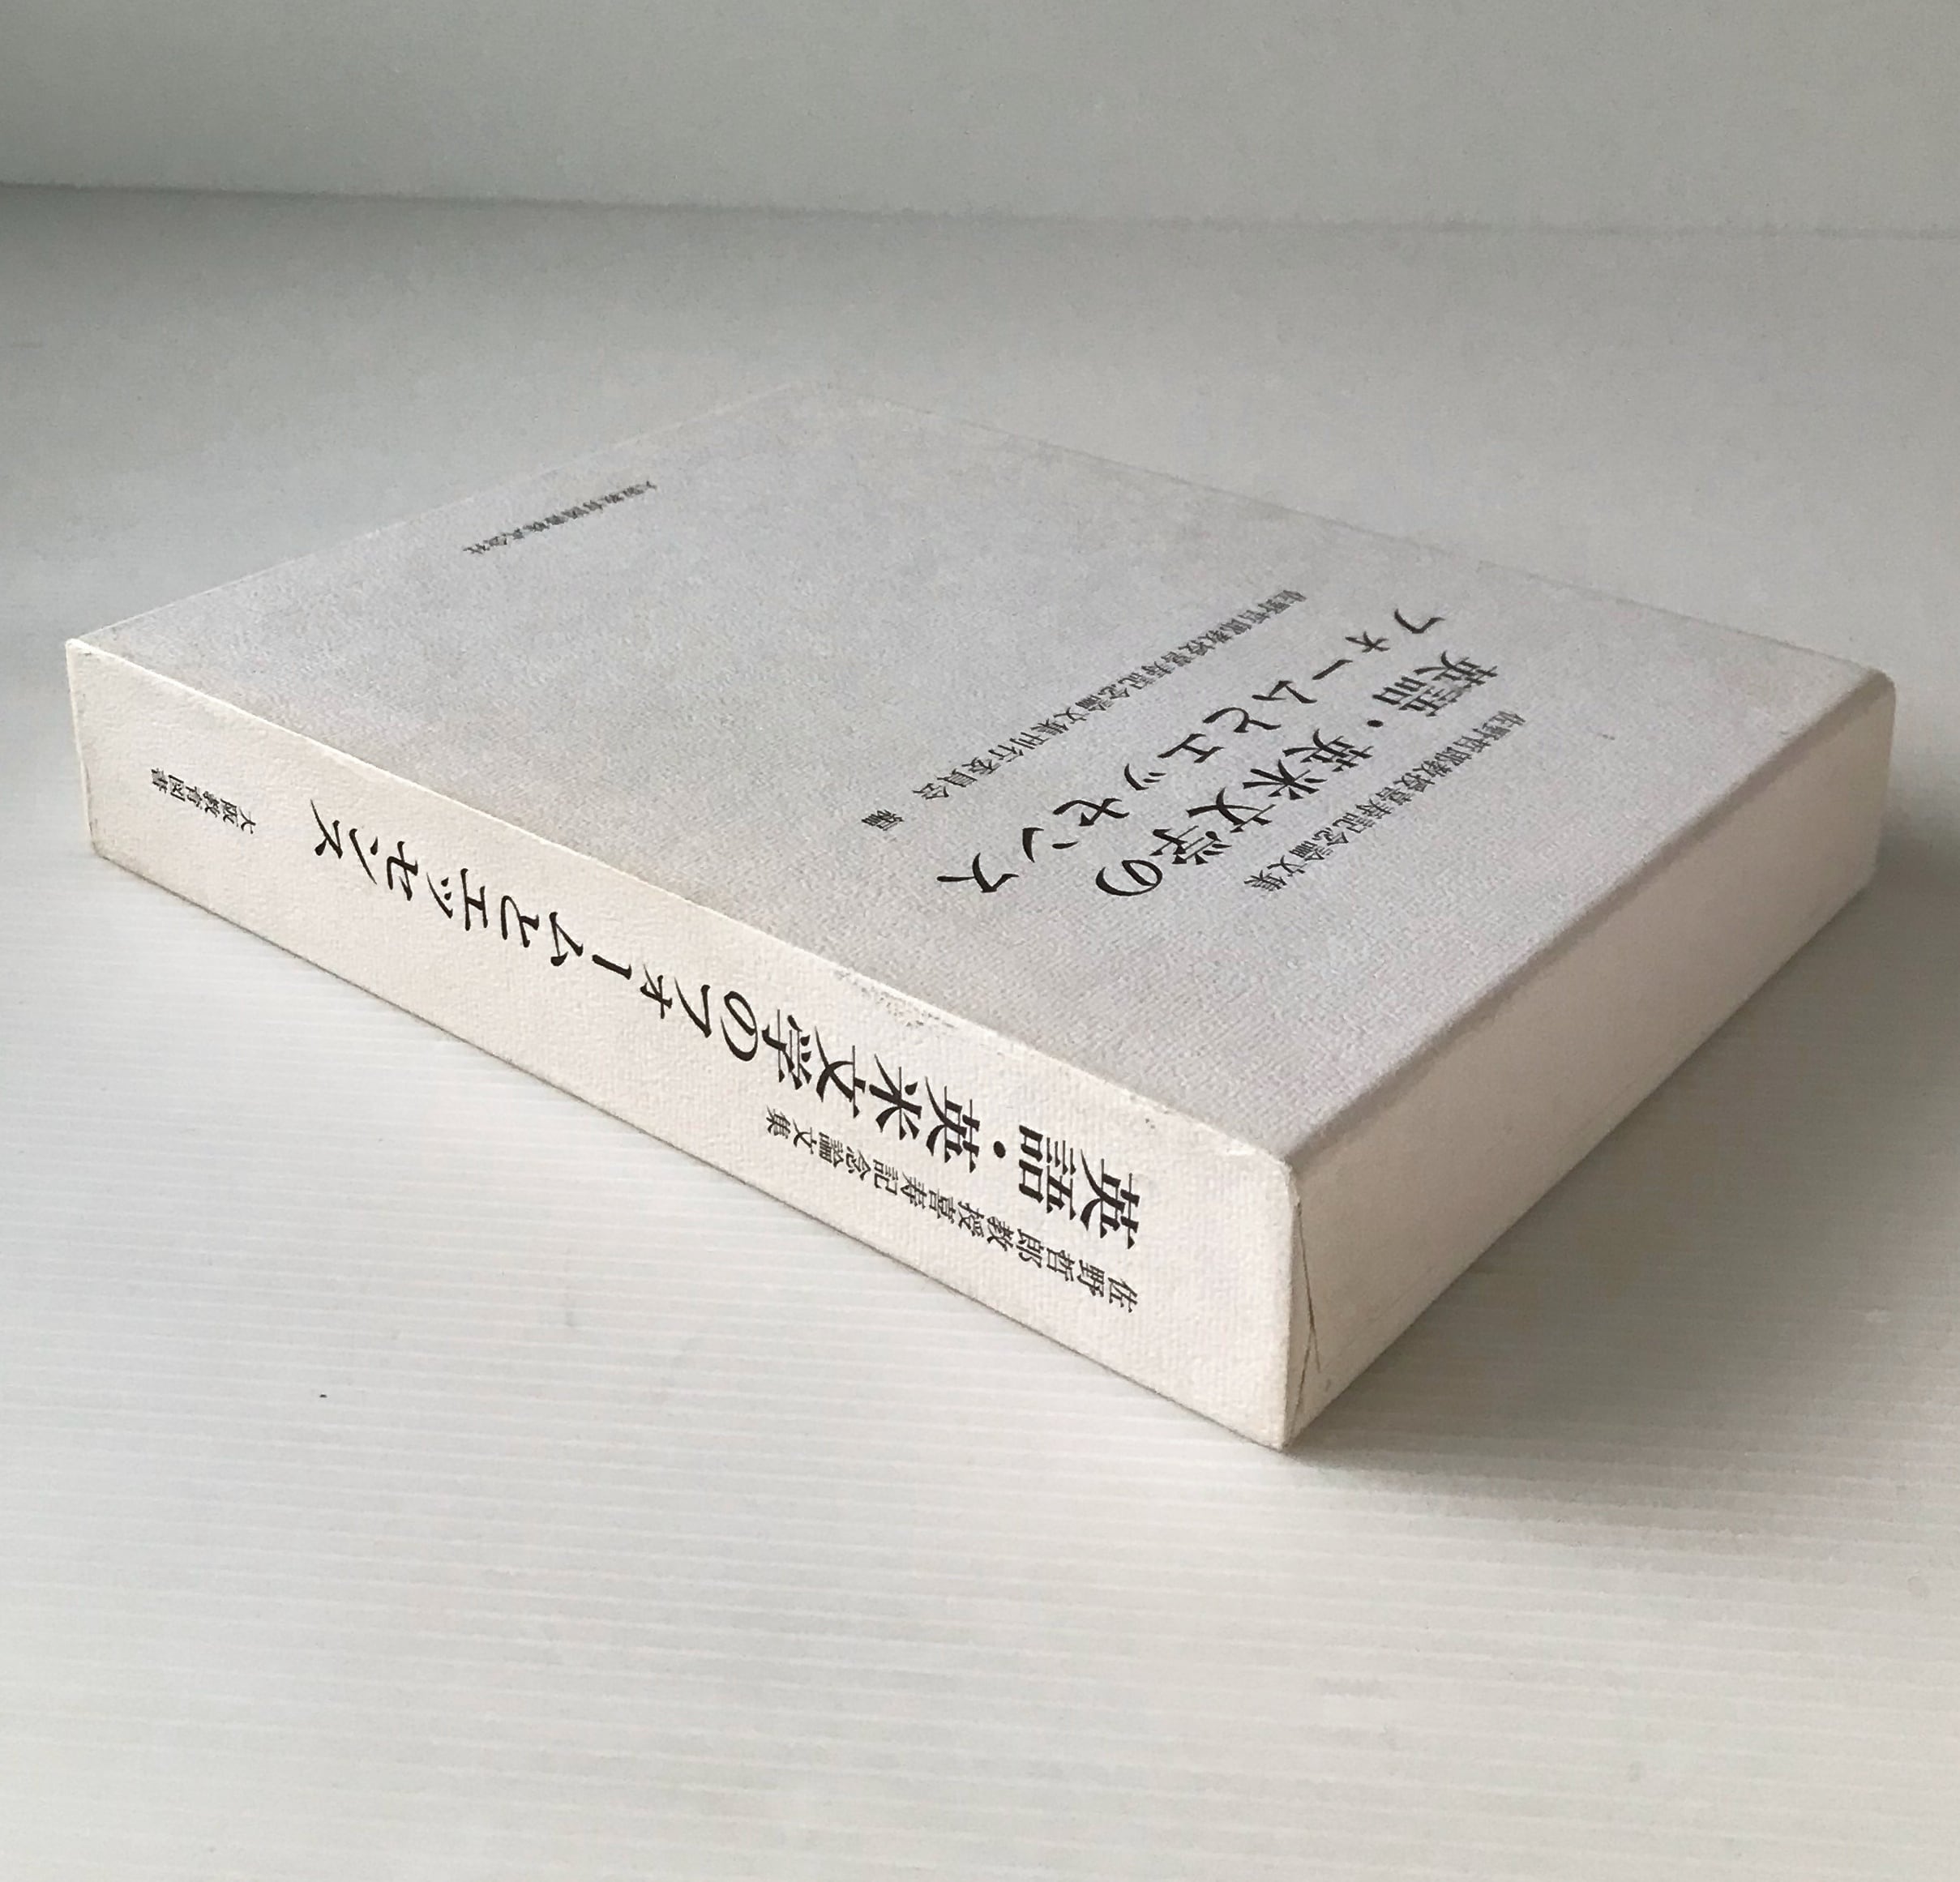 佐野哲郎教授喜寿記念論文集
英語・英米文学の
フォームとエッセンス
佐野哲郎教授喜寿記念論文集刊行委員会 編
大阪教育図書株式会社
佐野哲郎教授喜寿記念論文集
英語・英米文学のフォームとエッセンス
大阪教育図書